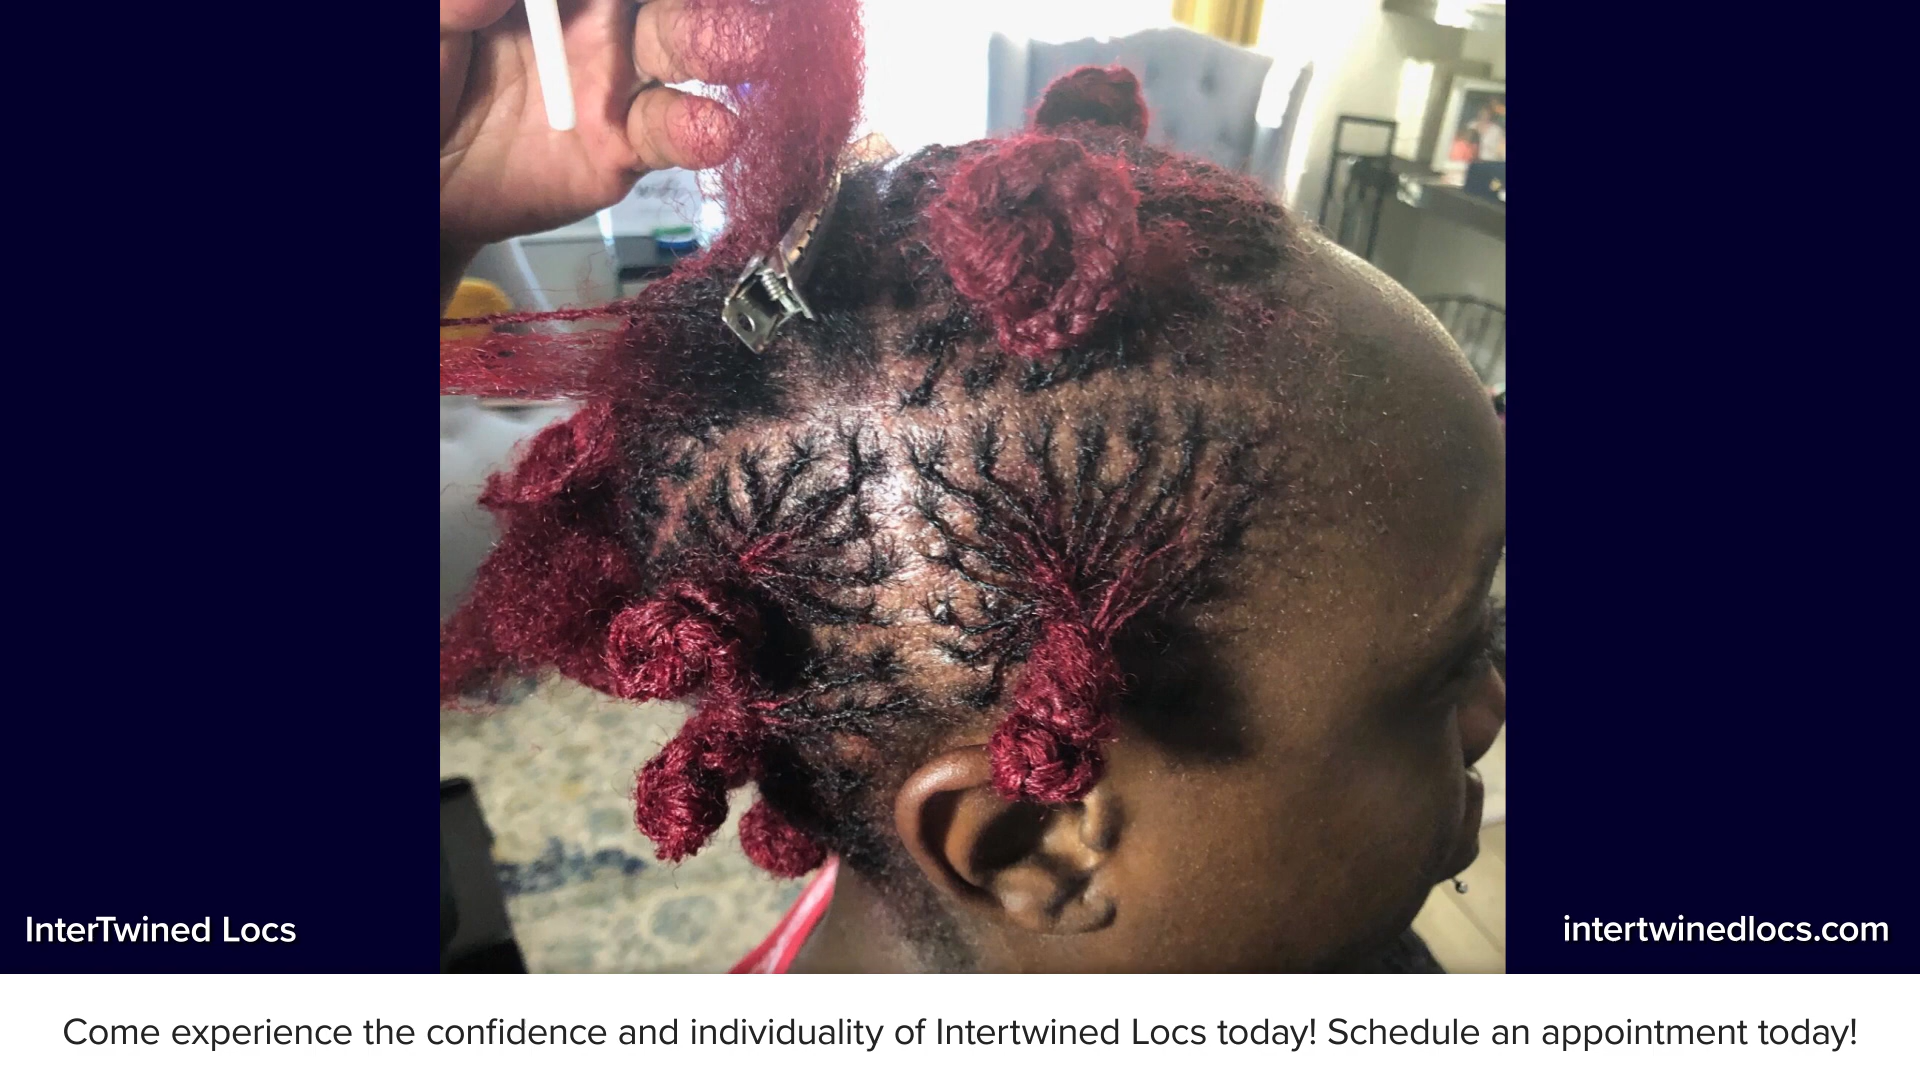 InterTwined Locs
intertwinedlocs.com
Come experience the confidence and individuality of Intertwined Locs today! Schedule an appointment today!